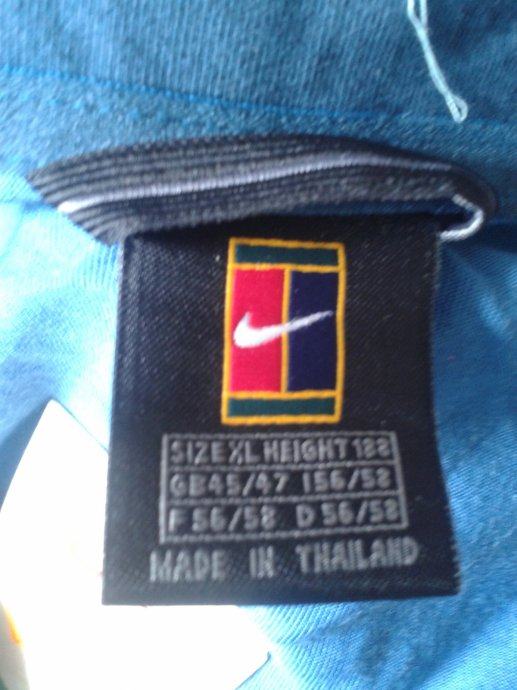 SIZE XL HEIGHT 188
GB 45/47 I 56/58
F 56/58 D 56/58
MADE IN THAILAND